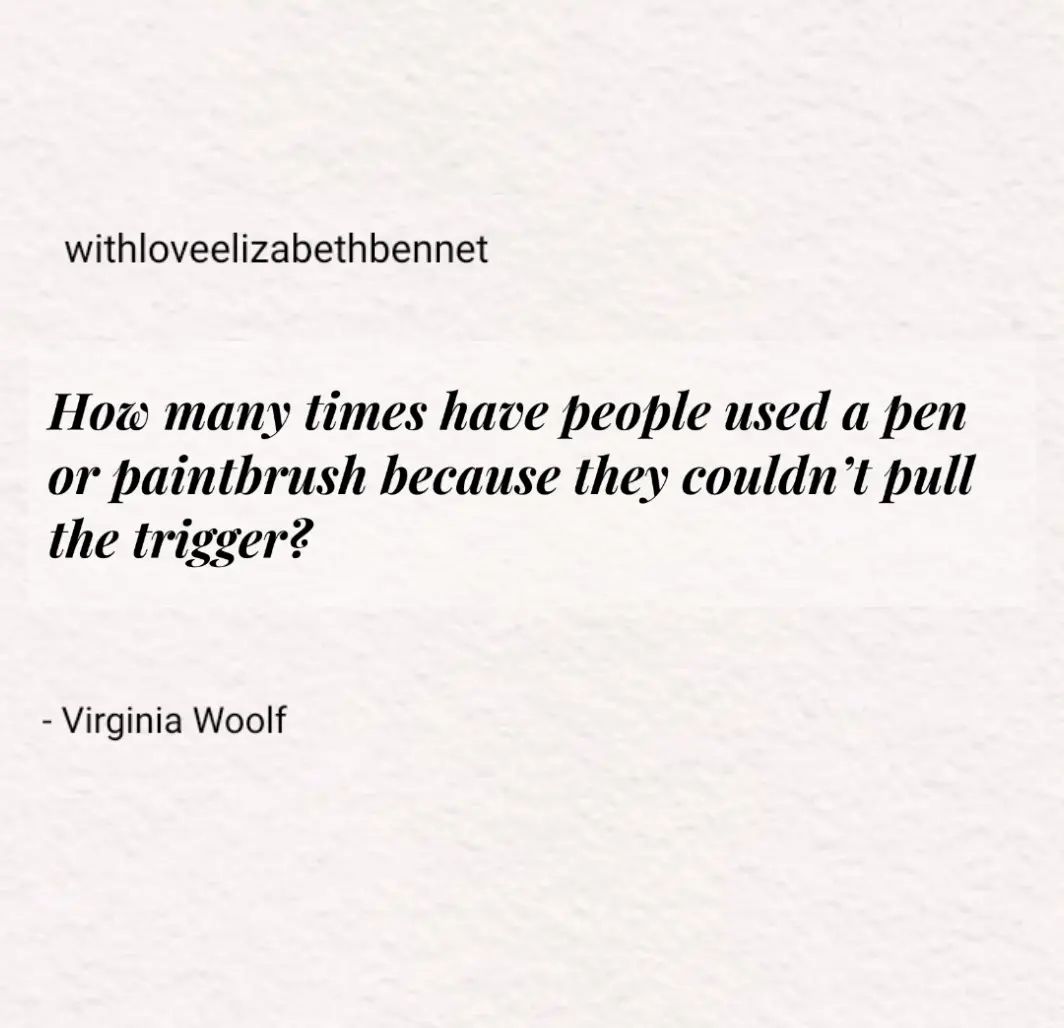 withloveelizabethbennet
How many times have people used a pen
or paintbrush because they couldn’t pull
the trigger?
- Virginia Woolf